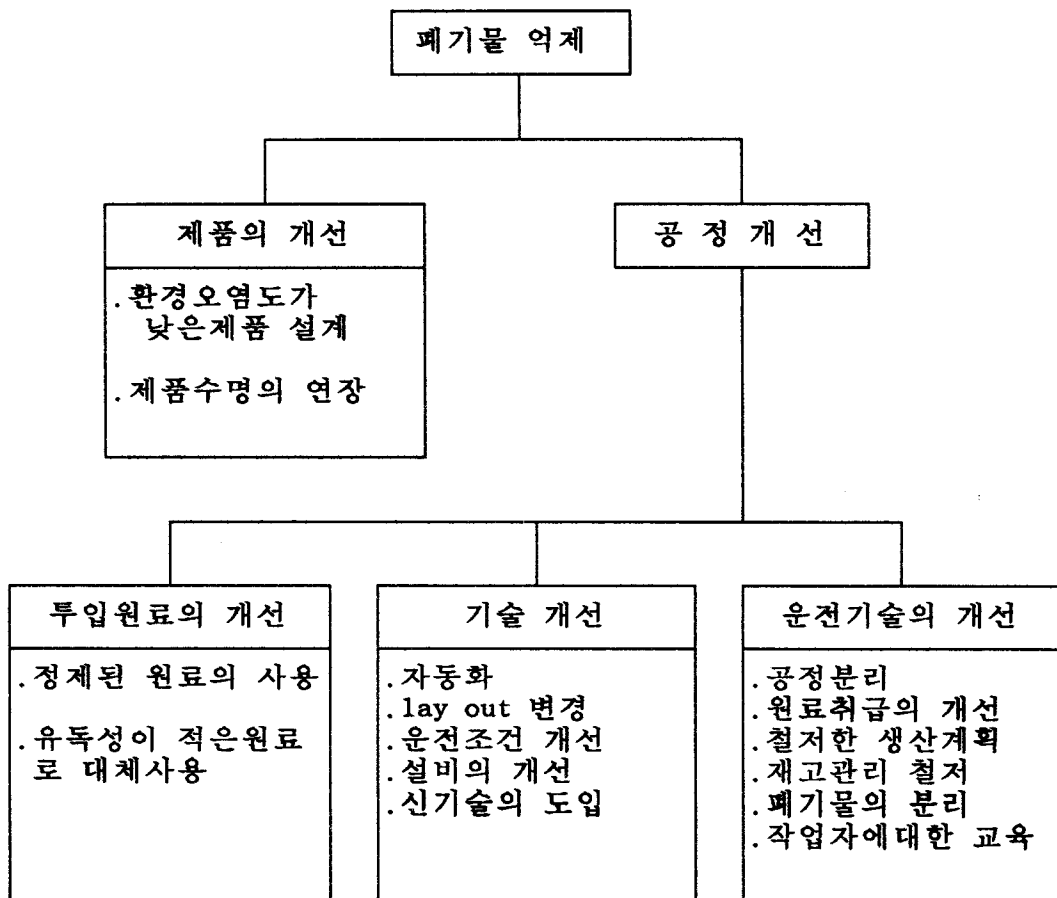 폐기물 억제
제품의 개선
.환경오염도가
낮은제품 설계
.제품수명의 연장
공 정 개 선
투입원료의 개선
.정제된 원료의 사용
.유독성이 적은원료
로 대체사용
기술 개선
.자동화
.lay out 변경
.운전조건 개선
.설비의 개선
.신기술의 도입
운전기술의 개선
.공정분리
.원료취급의 개선
.철저한 생산계획
.재고관리 철저
.폐기물의 분리
.작업자에대한 교육